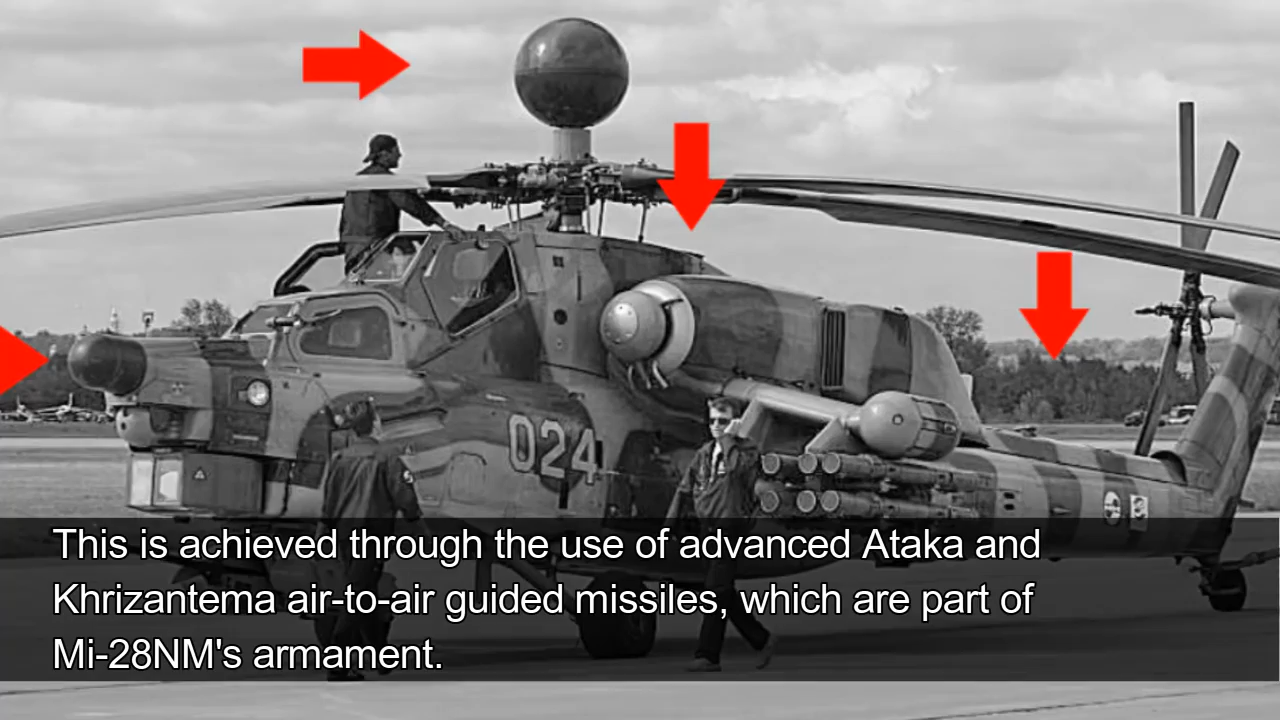 024
This is achieved through the use of advanced Ataka and
Khrizantema air-to-air guided missiles, which are part of
Mi-28NM's armament.